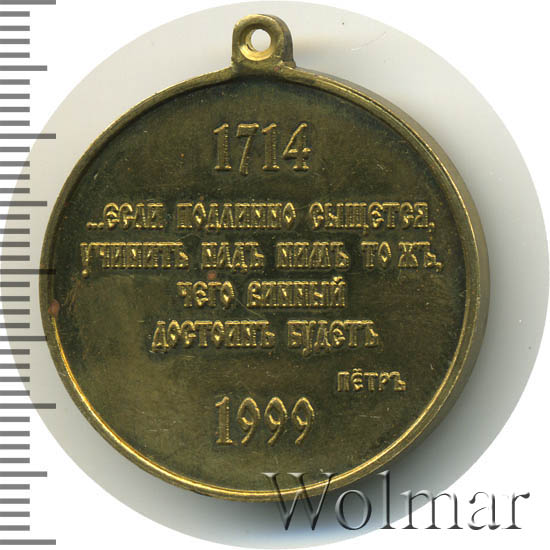 1714
...если подлинно сыщется,
учинить надъ нимъ то жъ,
чего винный
достоинъ будетъ
Пётръ
1999
Wolmar